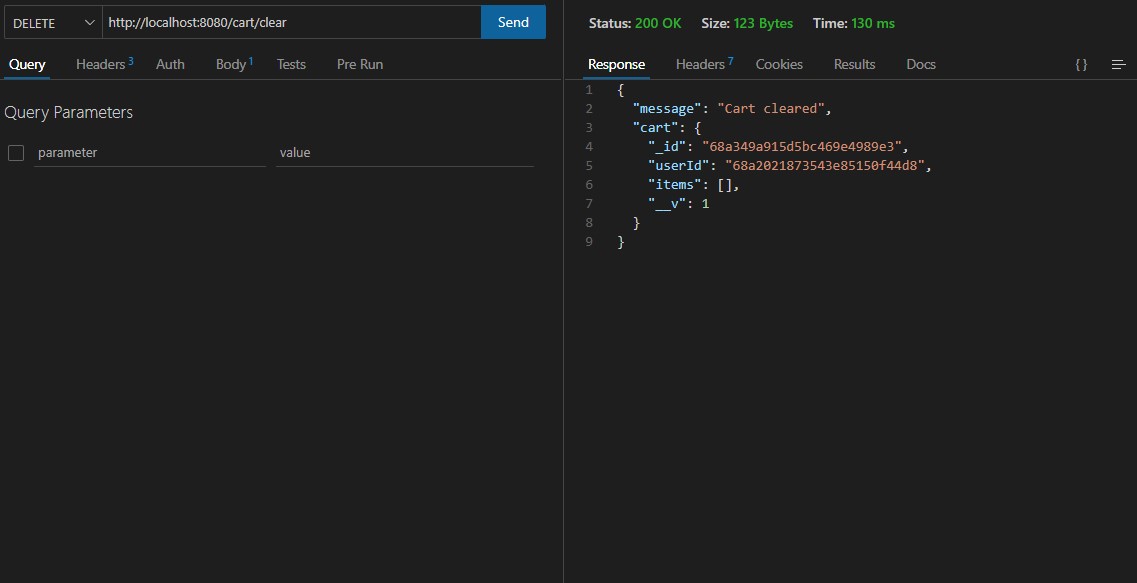 DELETE http://localhost:8080/cart/clear Send
Query Headers 3 Auth Body 1 Tests Pre Run
Query Parameters
parameter value
Status: 200 OK Size: 123 Bytes Time: 130 ms
Response Headers 7 Cookies Results Docs { }
1 {
2 "message": "Cart cleared",
3 "cart": {
4 "_id": "68a349a915d5bc469e4989e3",
5 "userId": "68a2021873543e85150f44d8",
6 "items": [],
7 "__v": 1
8 }
9 }